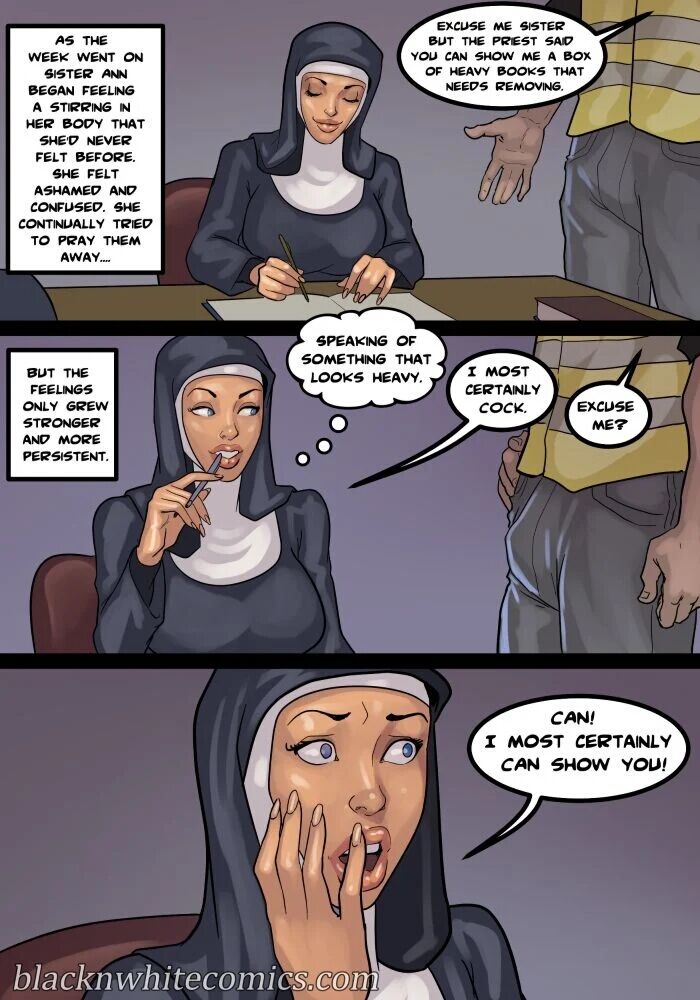 AS THE
WEEK WENT ON
SISTER ANN
BEGAN FEELING
A STIRRING IN
HER BODY THAT
SHE'D NEVER
FELT BEFORE.
SHE FELT
ASHAMED AND
CONFUSED. SHE
CONTINUALLY TRIED
TO PRAY THEM
AWAY....
EXCUSE ME SISTER
BUT THE PRIEST SAID
YOU CAN SHOW ME A BOX
OF HEAVY BOOKS THAT
NEEDS REMOVING.
BUT THE
FEELINGS
ONLY GREW
STRONGER
AND MORE
PERSISTENT.
SPEAKING OF
SOMETHING THAT
LOOKS HEAVY.
I MOST
CERTAINLY
COCK.
EXCUSE
ME?
CAN!
I MOST CERTAINLY
CAN SHOW YOU!
blacknwhitecomics.com